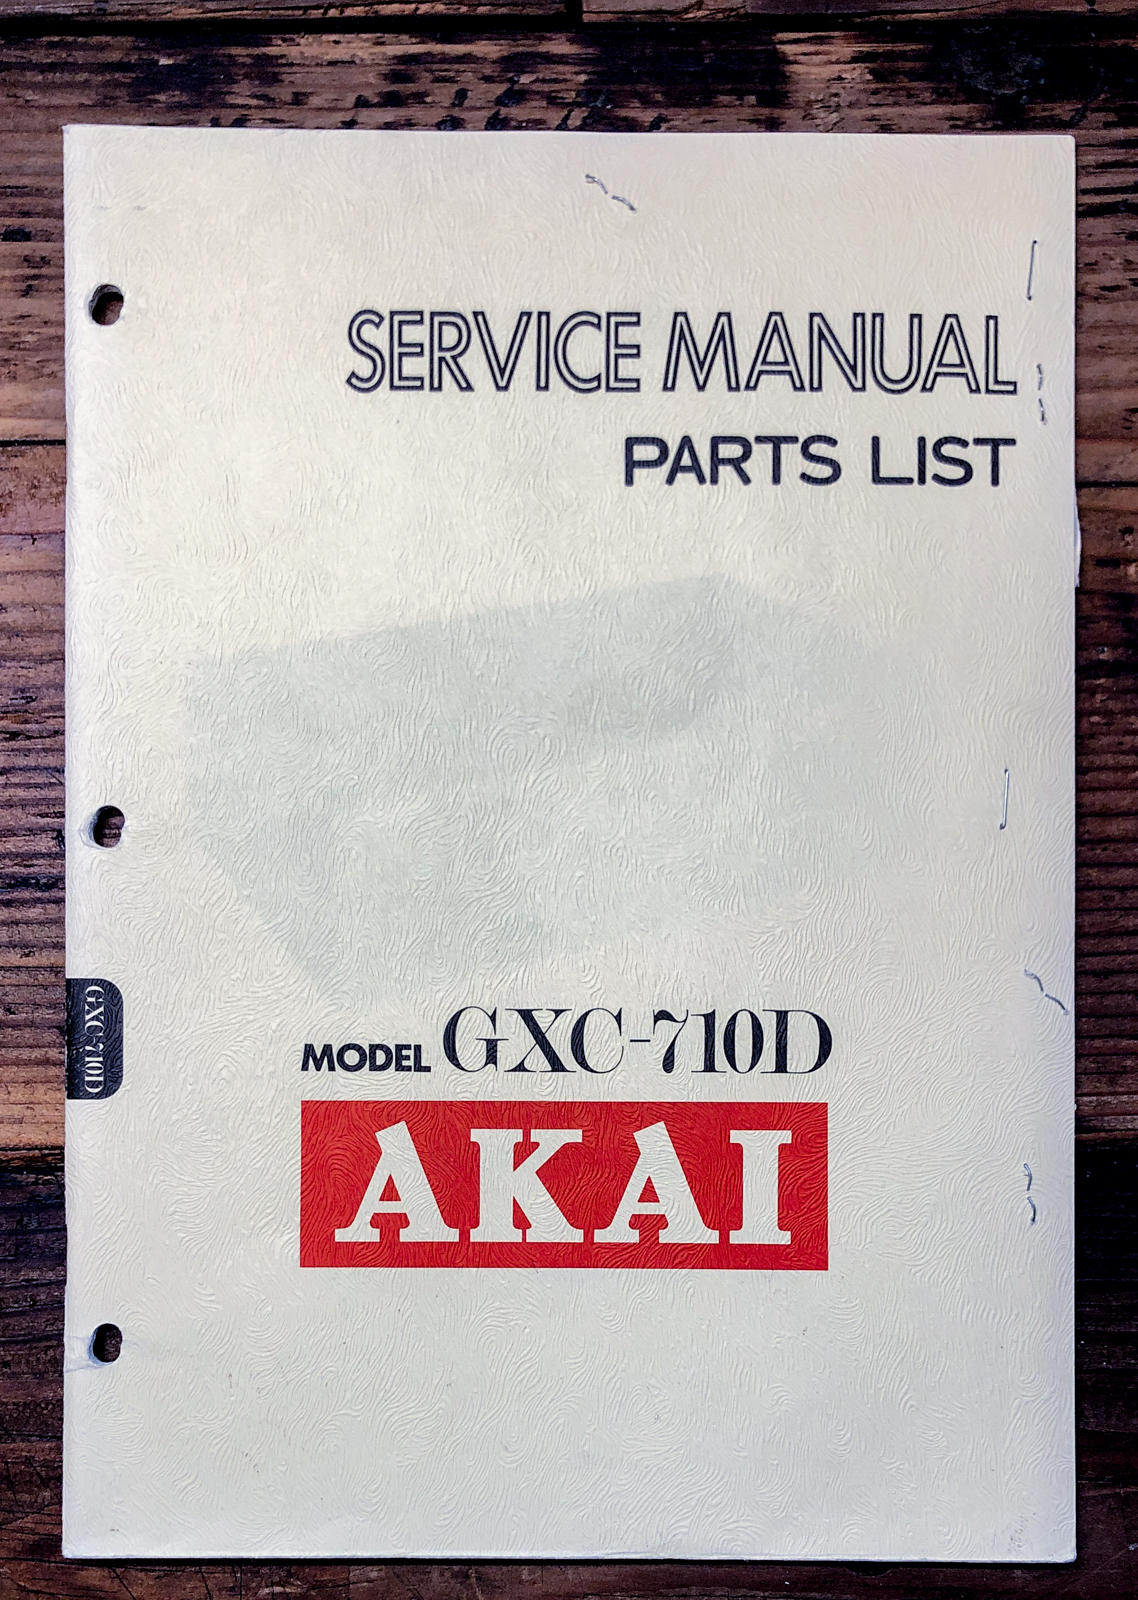 SERVICE MANUAL
PARTS LIST
MODEL GXC-710D
GXC-710D
AKAI